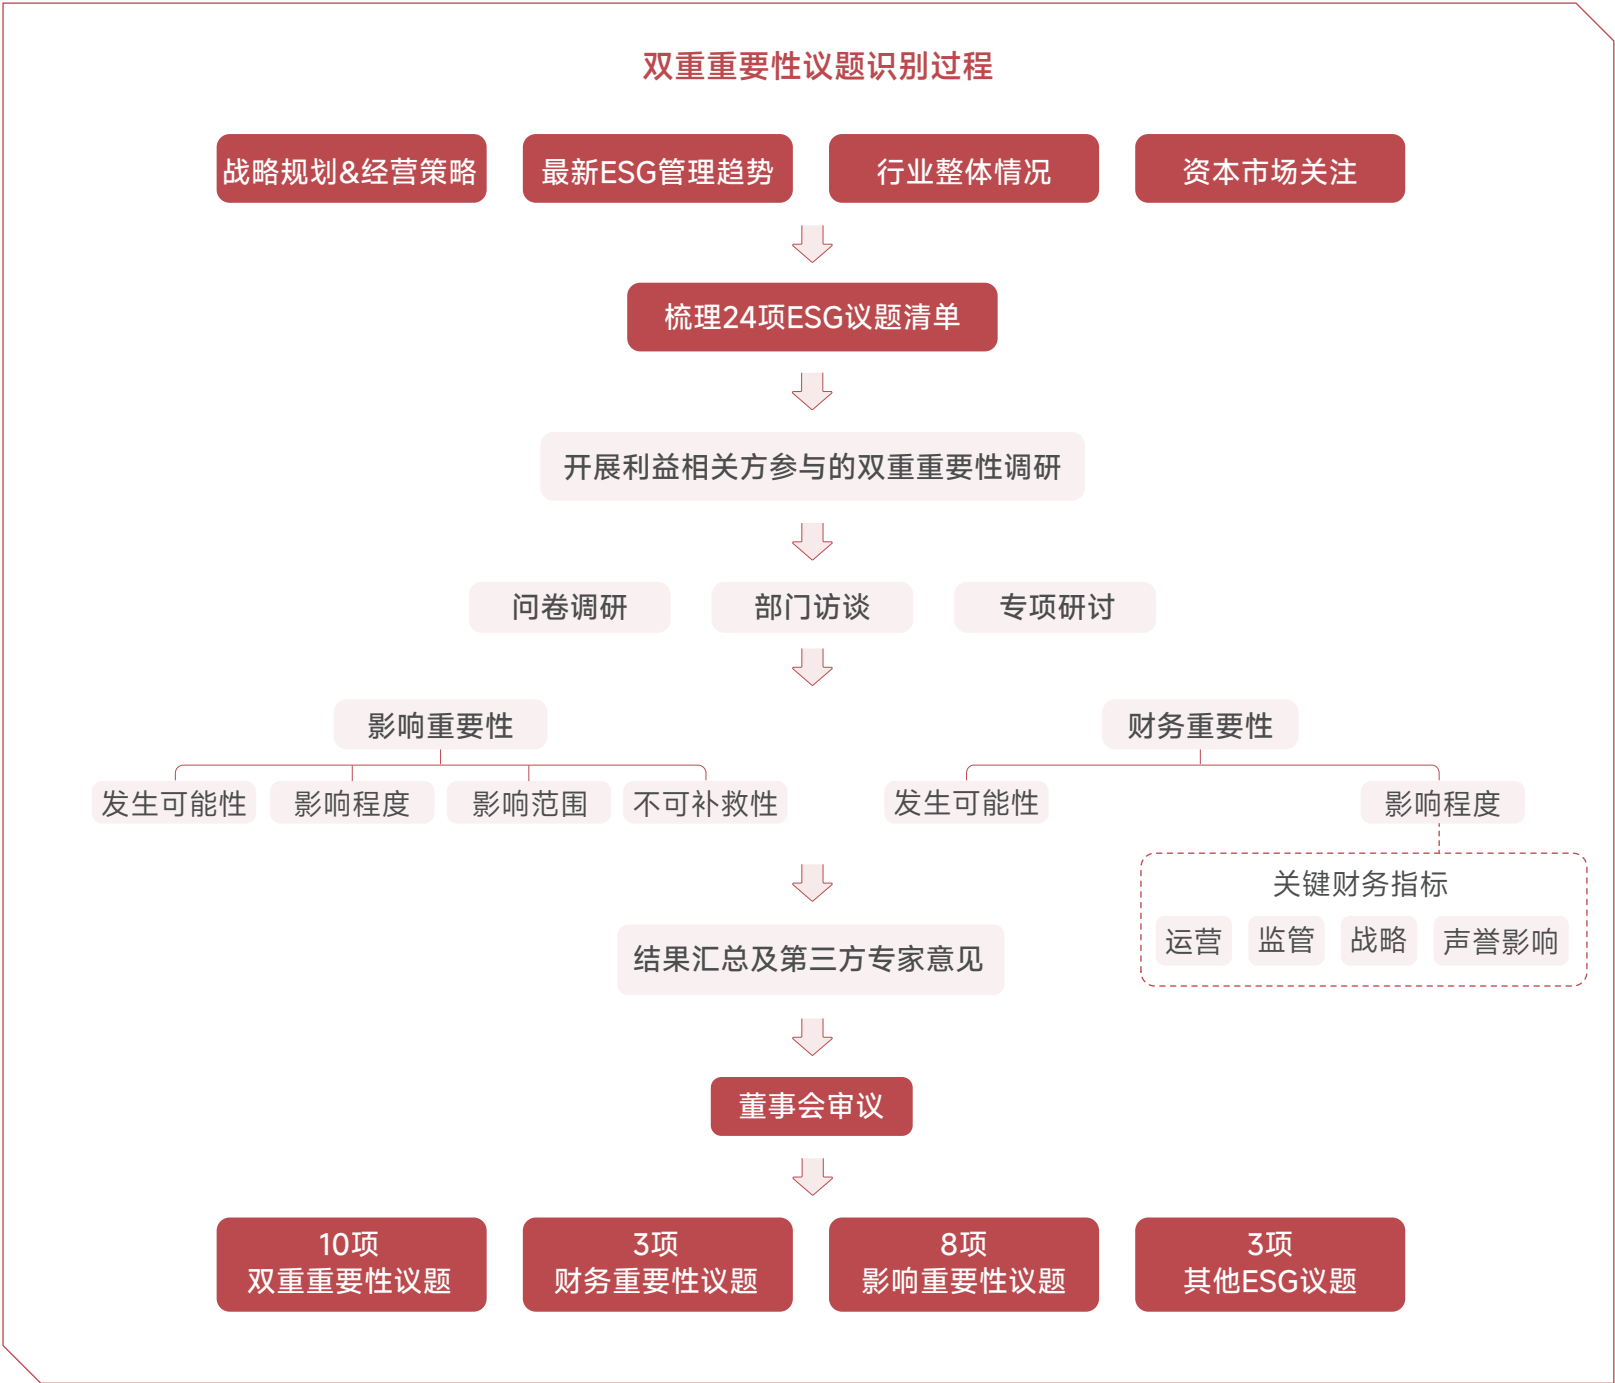 双重重要性议题识别过程
战略规划&经营策略
最新ESG管理趋势
行业整体情况
资本市场关注
梳理24项ESG议题清单
开展利益相关方参与的双重重要性调研
问卷调研
部门访谈
专项研讨
影响重要性
发生可能性
影响程度
影响范围
不可补救性
财务重要性
发生可能性
影响程度
关键财务指标
运营
监管
战略
声誉影响
结果汇总及第三方专家意见
董事会审议
10项
双重重要性议题
3项
财务重要性议题
8项
影响重要性议题
3项
其他ESG议题